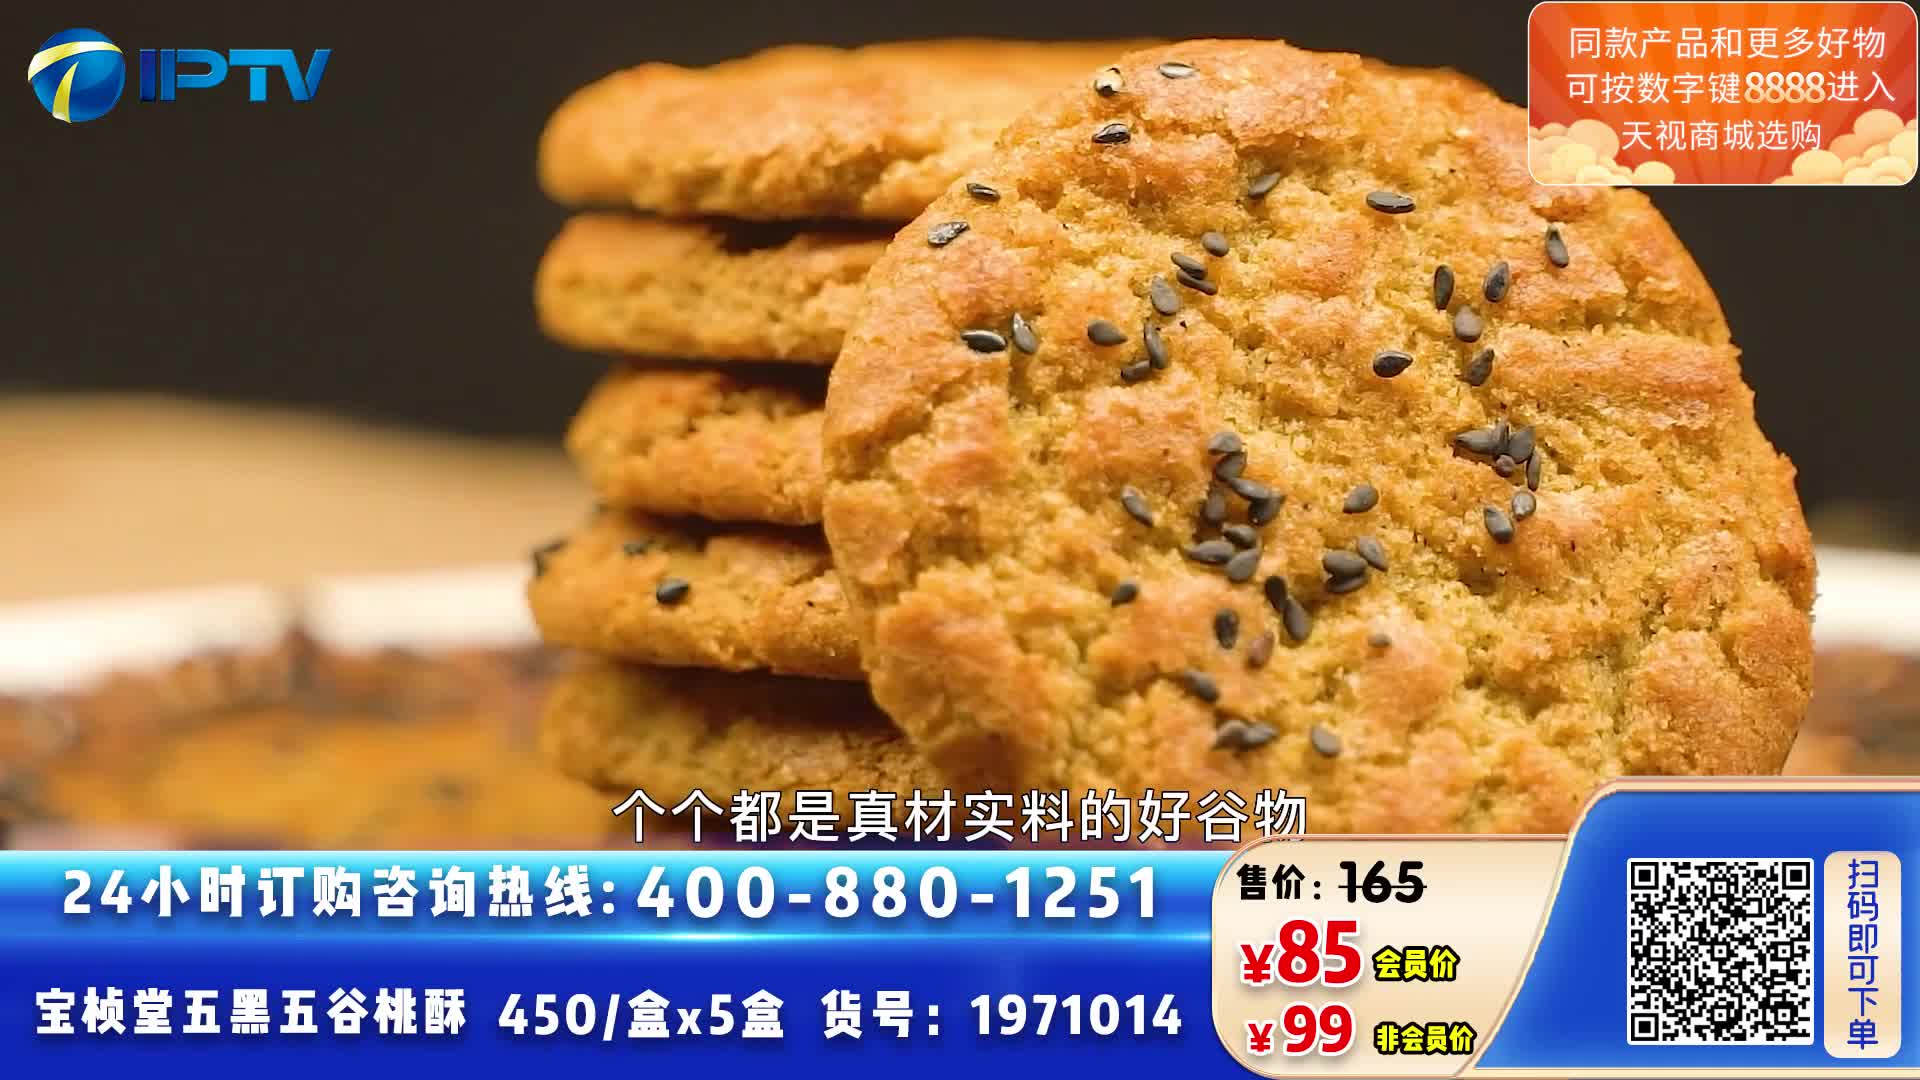 IPTV
同款产品和更多好物
可按数字键8888进入
天视商城选购
个个都是真材实料的好谷物
24小时订购咨询热线:400-880-1251
宝桢堂五黑五谷桃酥 450/盒x5盒 货号：1971014
售价：165
¥85 会员价
¥99 非会员价
扫码即可下单